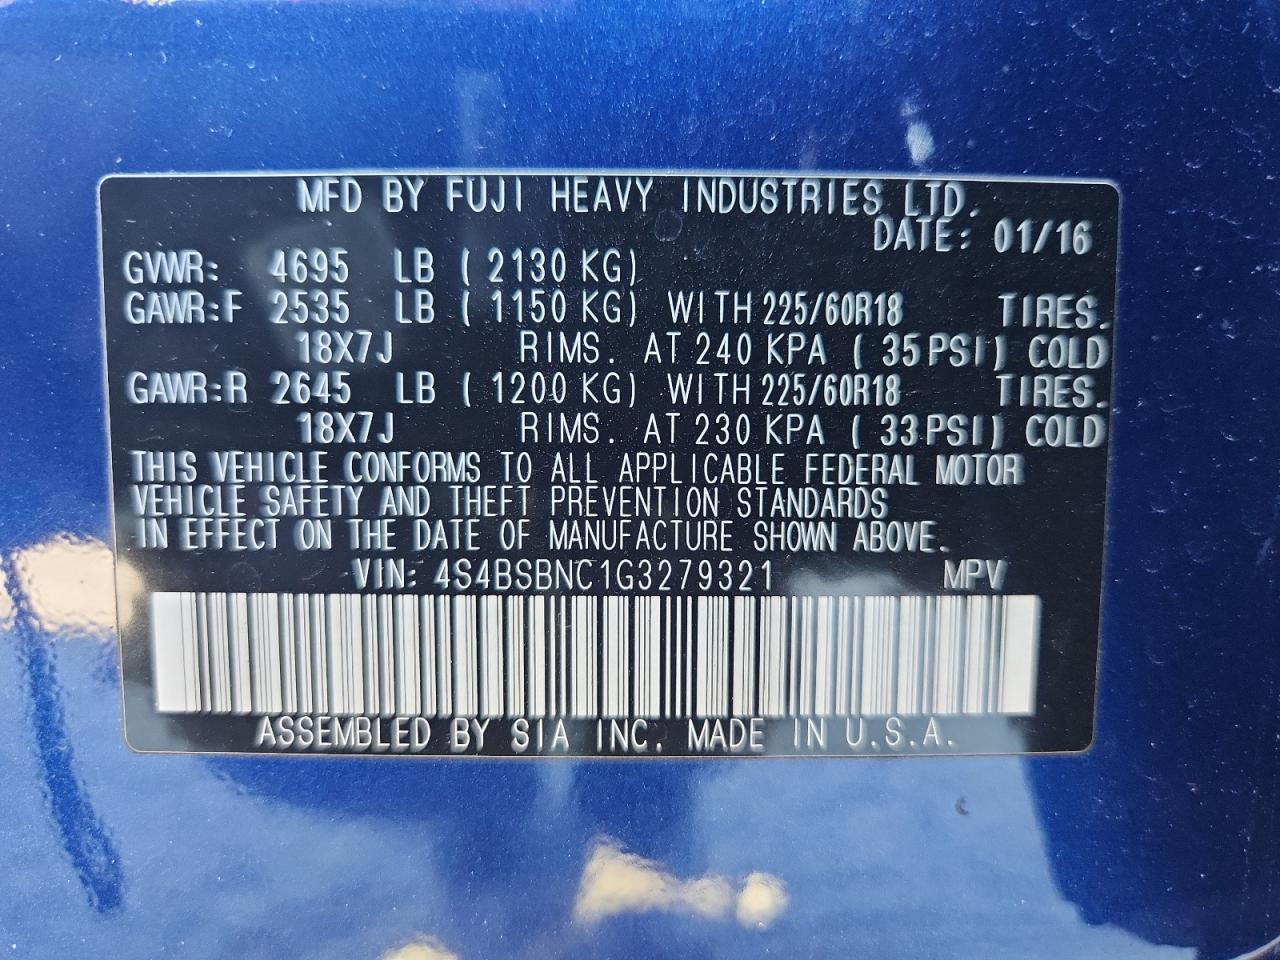 MFD BY FUJI HEAVY INDUSTRIES LTD.
DATE: 01/16
GVWR: 4695 LB ( 2130 KG)
GAWR:F 2535 LB ( 1150 KG) WITH 225/60R18 TIRES.
18X7J RIMS. AT 240 KPA ( 35 PSI) COLD
GAWR:R 2645 LB ( 1200 KG) WITH 225/60R18 TIRES.
18X7J RIMS. AT 230 KPA ( 33 PSI) COLD
THIS VEHICLE CONFORMS TO ALL APPLICABLE FEDERAL MOTOR
VEHICLE SAFETY AND THEFT PREVENTION STANDARDS
IN EFFECT ON THE DATE OF MANUFACTURE SHOWN ABOVE.
VIN: 4S4BSBNC1G3279321 MPV
ASSEMBLED BY SIA INC. MADE IN U.S.A.